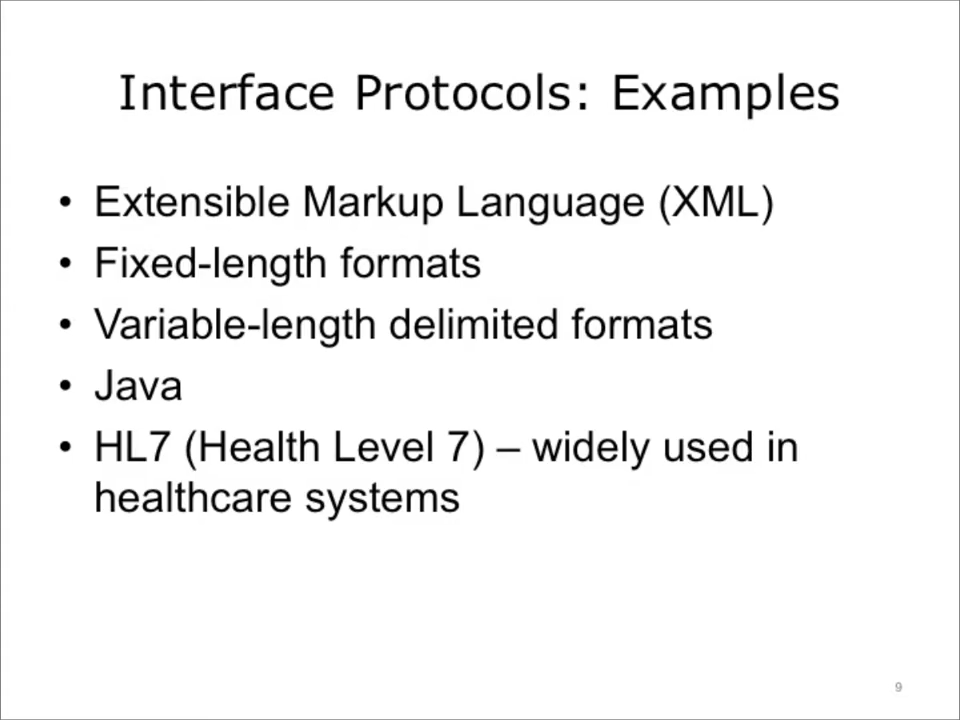 Interface Protocols: Examples
• Extensible Markup Language (XML)
• Fixed-length formats
• Variable-length delimited formats
• Java
• HL7 (Health Level 7) – widely used in
healthcare systems
9